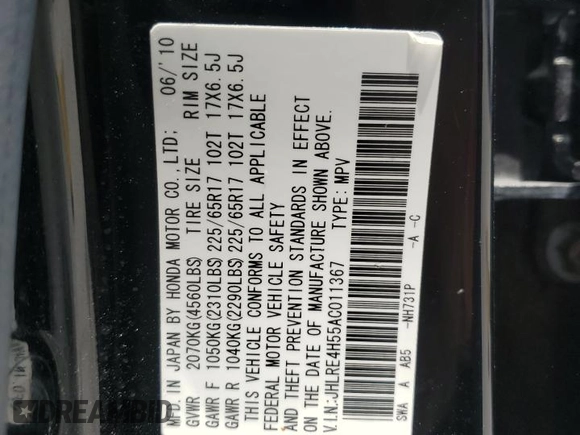 MFD. IN JAPAN BY HONDA MOTOR CO., LTD: 06/'10
GVWR 2070KG(4560LBS) TIRE SIZE RIM SIZE
GAWR F 1050KG(2310LBS) 225/65R17 102T 17X6.5J
GAWR R 1040KG(2290LBS) 225/65R17 102T 17X6.5J
THIS VEHICLE CONFORMS TO ALL APPLICABLE
FEDERAL MOTOR VEHICLE SAFETY
AND THEFT PREVENTION STANDARDS IN EFFECT
ON THE DATE OF MANUFACTURE SHOWN ABOVE.
V.I.N:JHLRE4H55AC011367 TYPE: MPV
SWA A AB5 -NH731P -A -C
AUTOBIDCAR